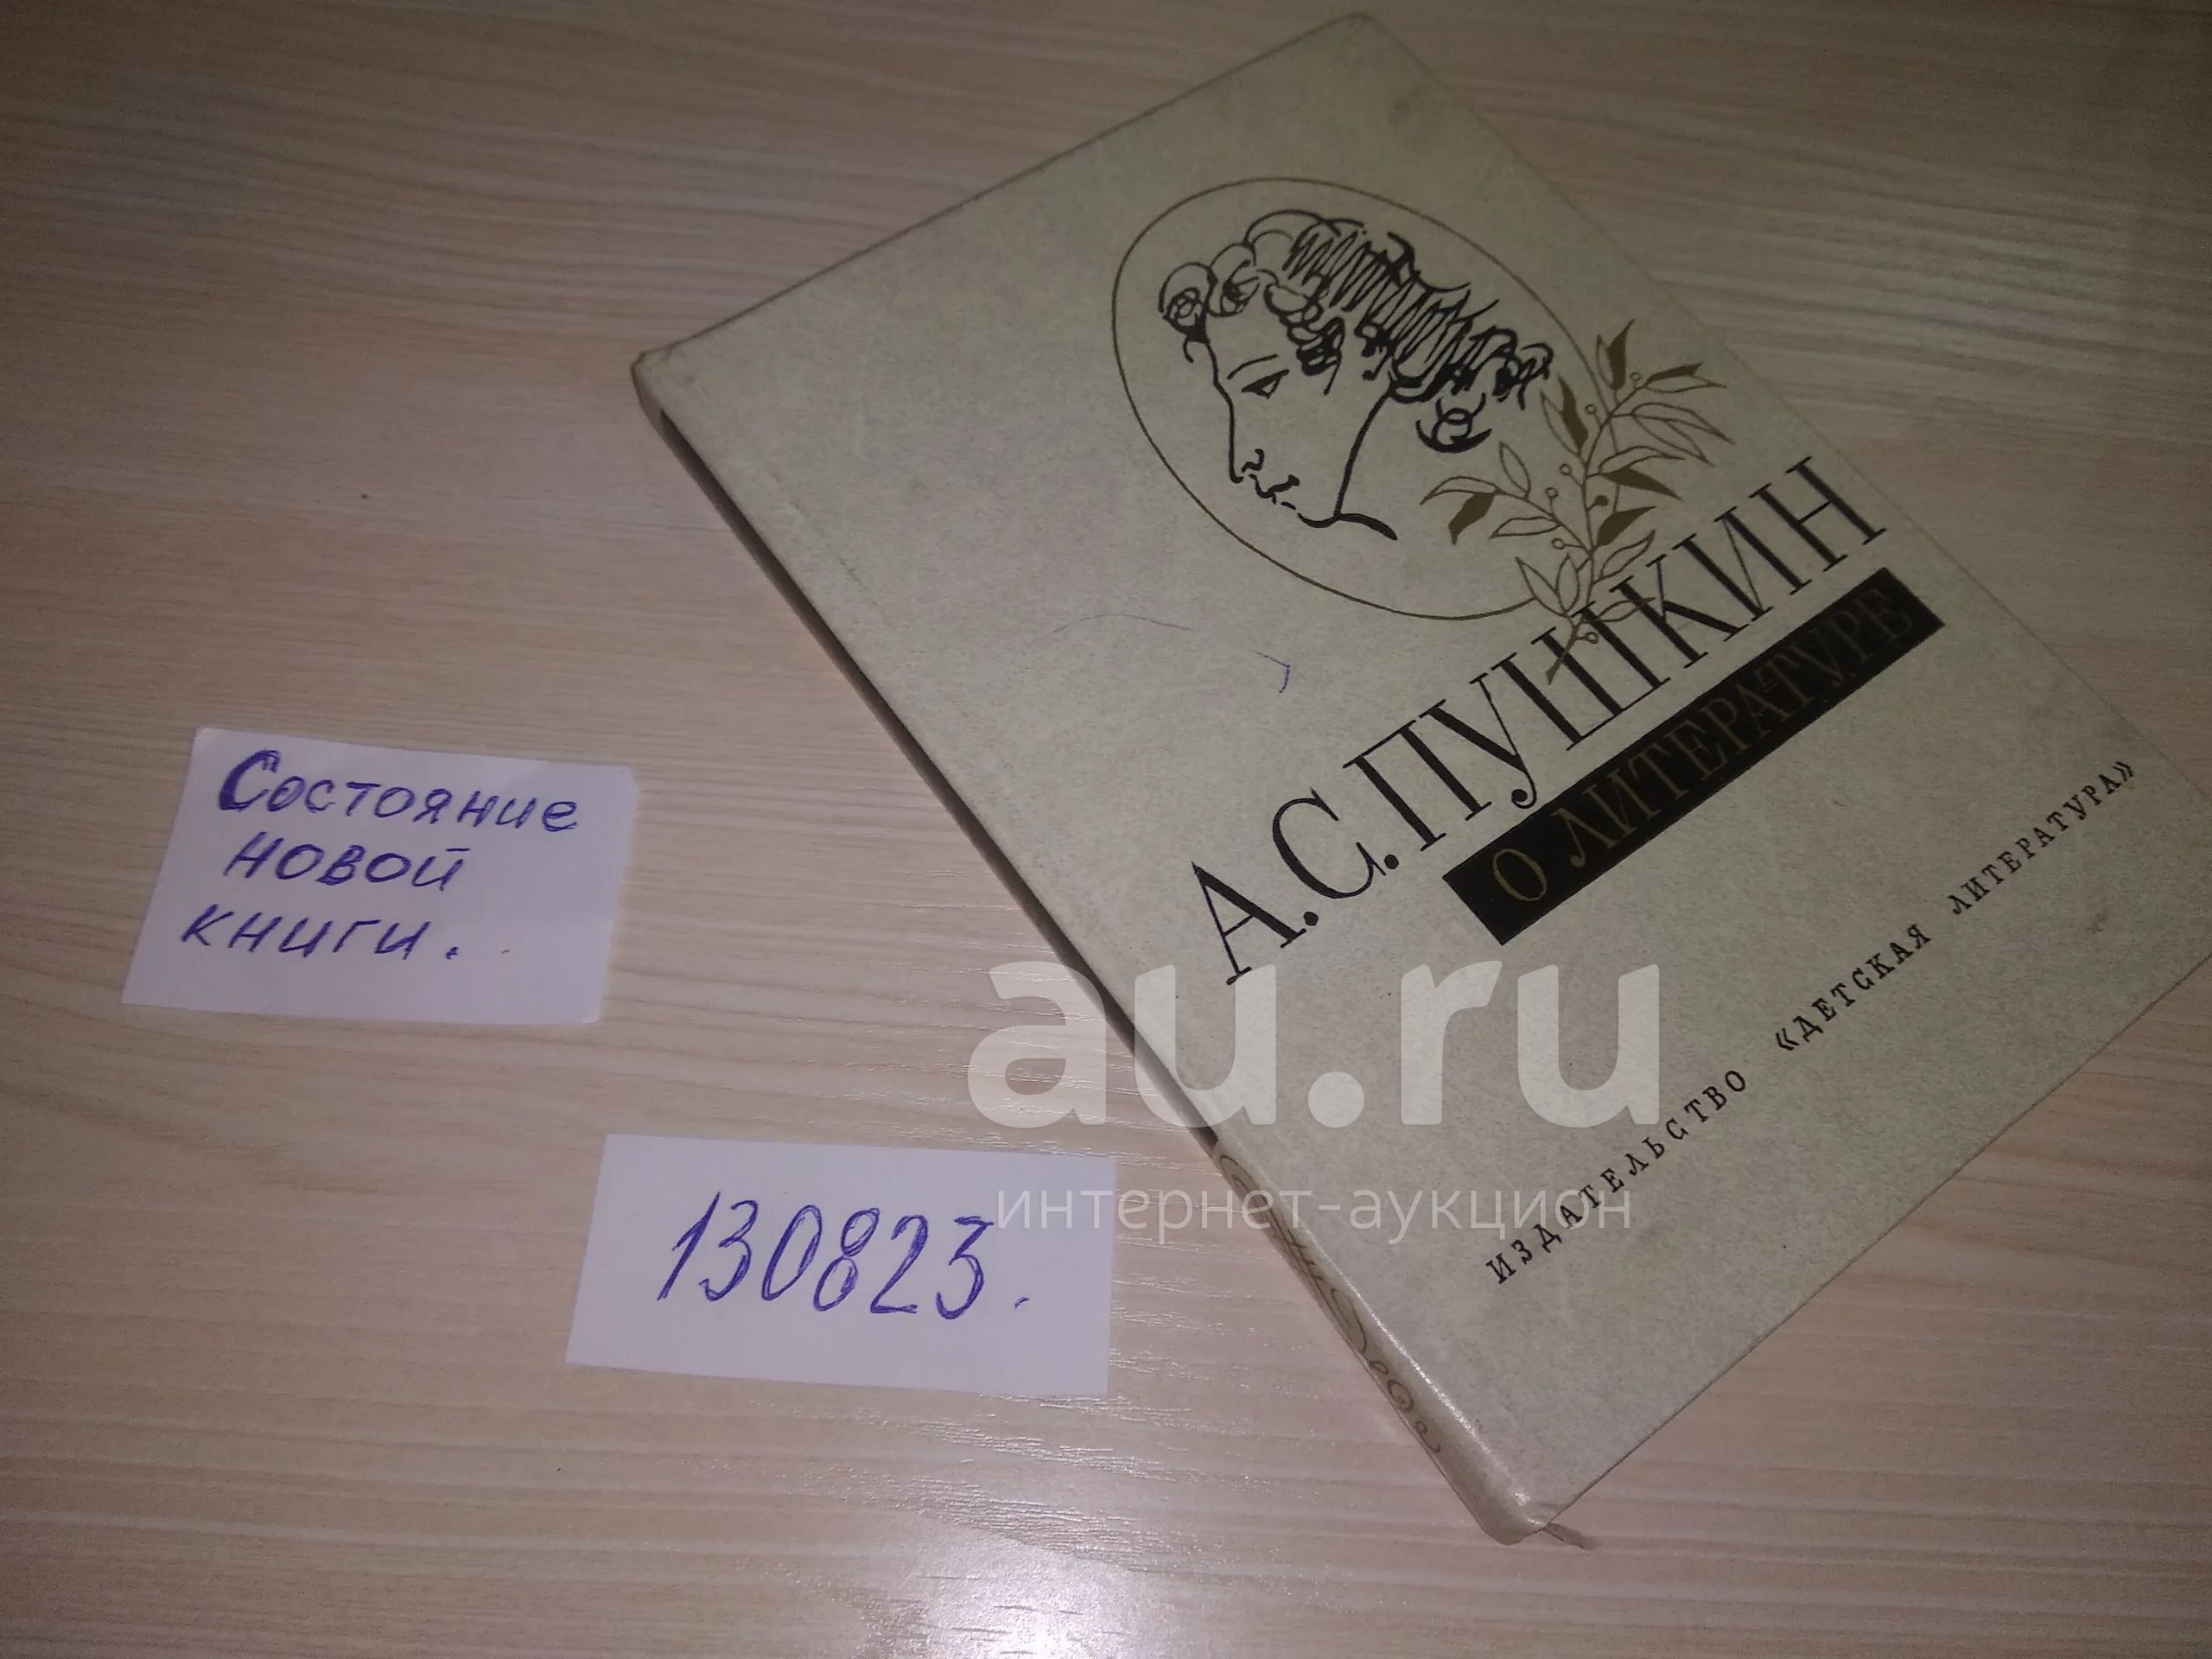 А.С.ПУШКИН
О ЛИТЕРАТУРЕ
ИЗДАТЕЛЬСТВО «ДЕТСКАЯ ЛИТЕРАТУРА»
Состояние
новой
книги.
130823.
au.ru
интернет-аукцион